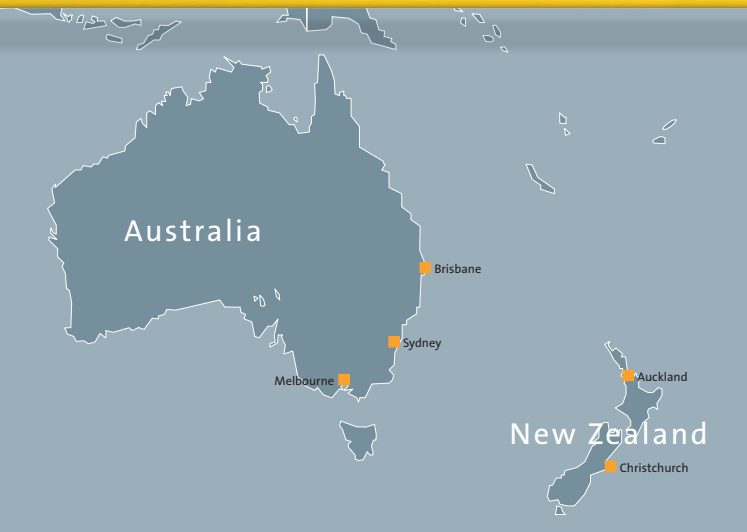 Australia
Brisbane
Sydney
Melbourne
Auckland
New Zealand
Christchurch